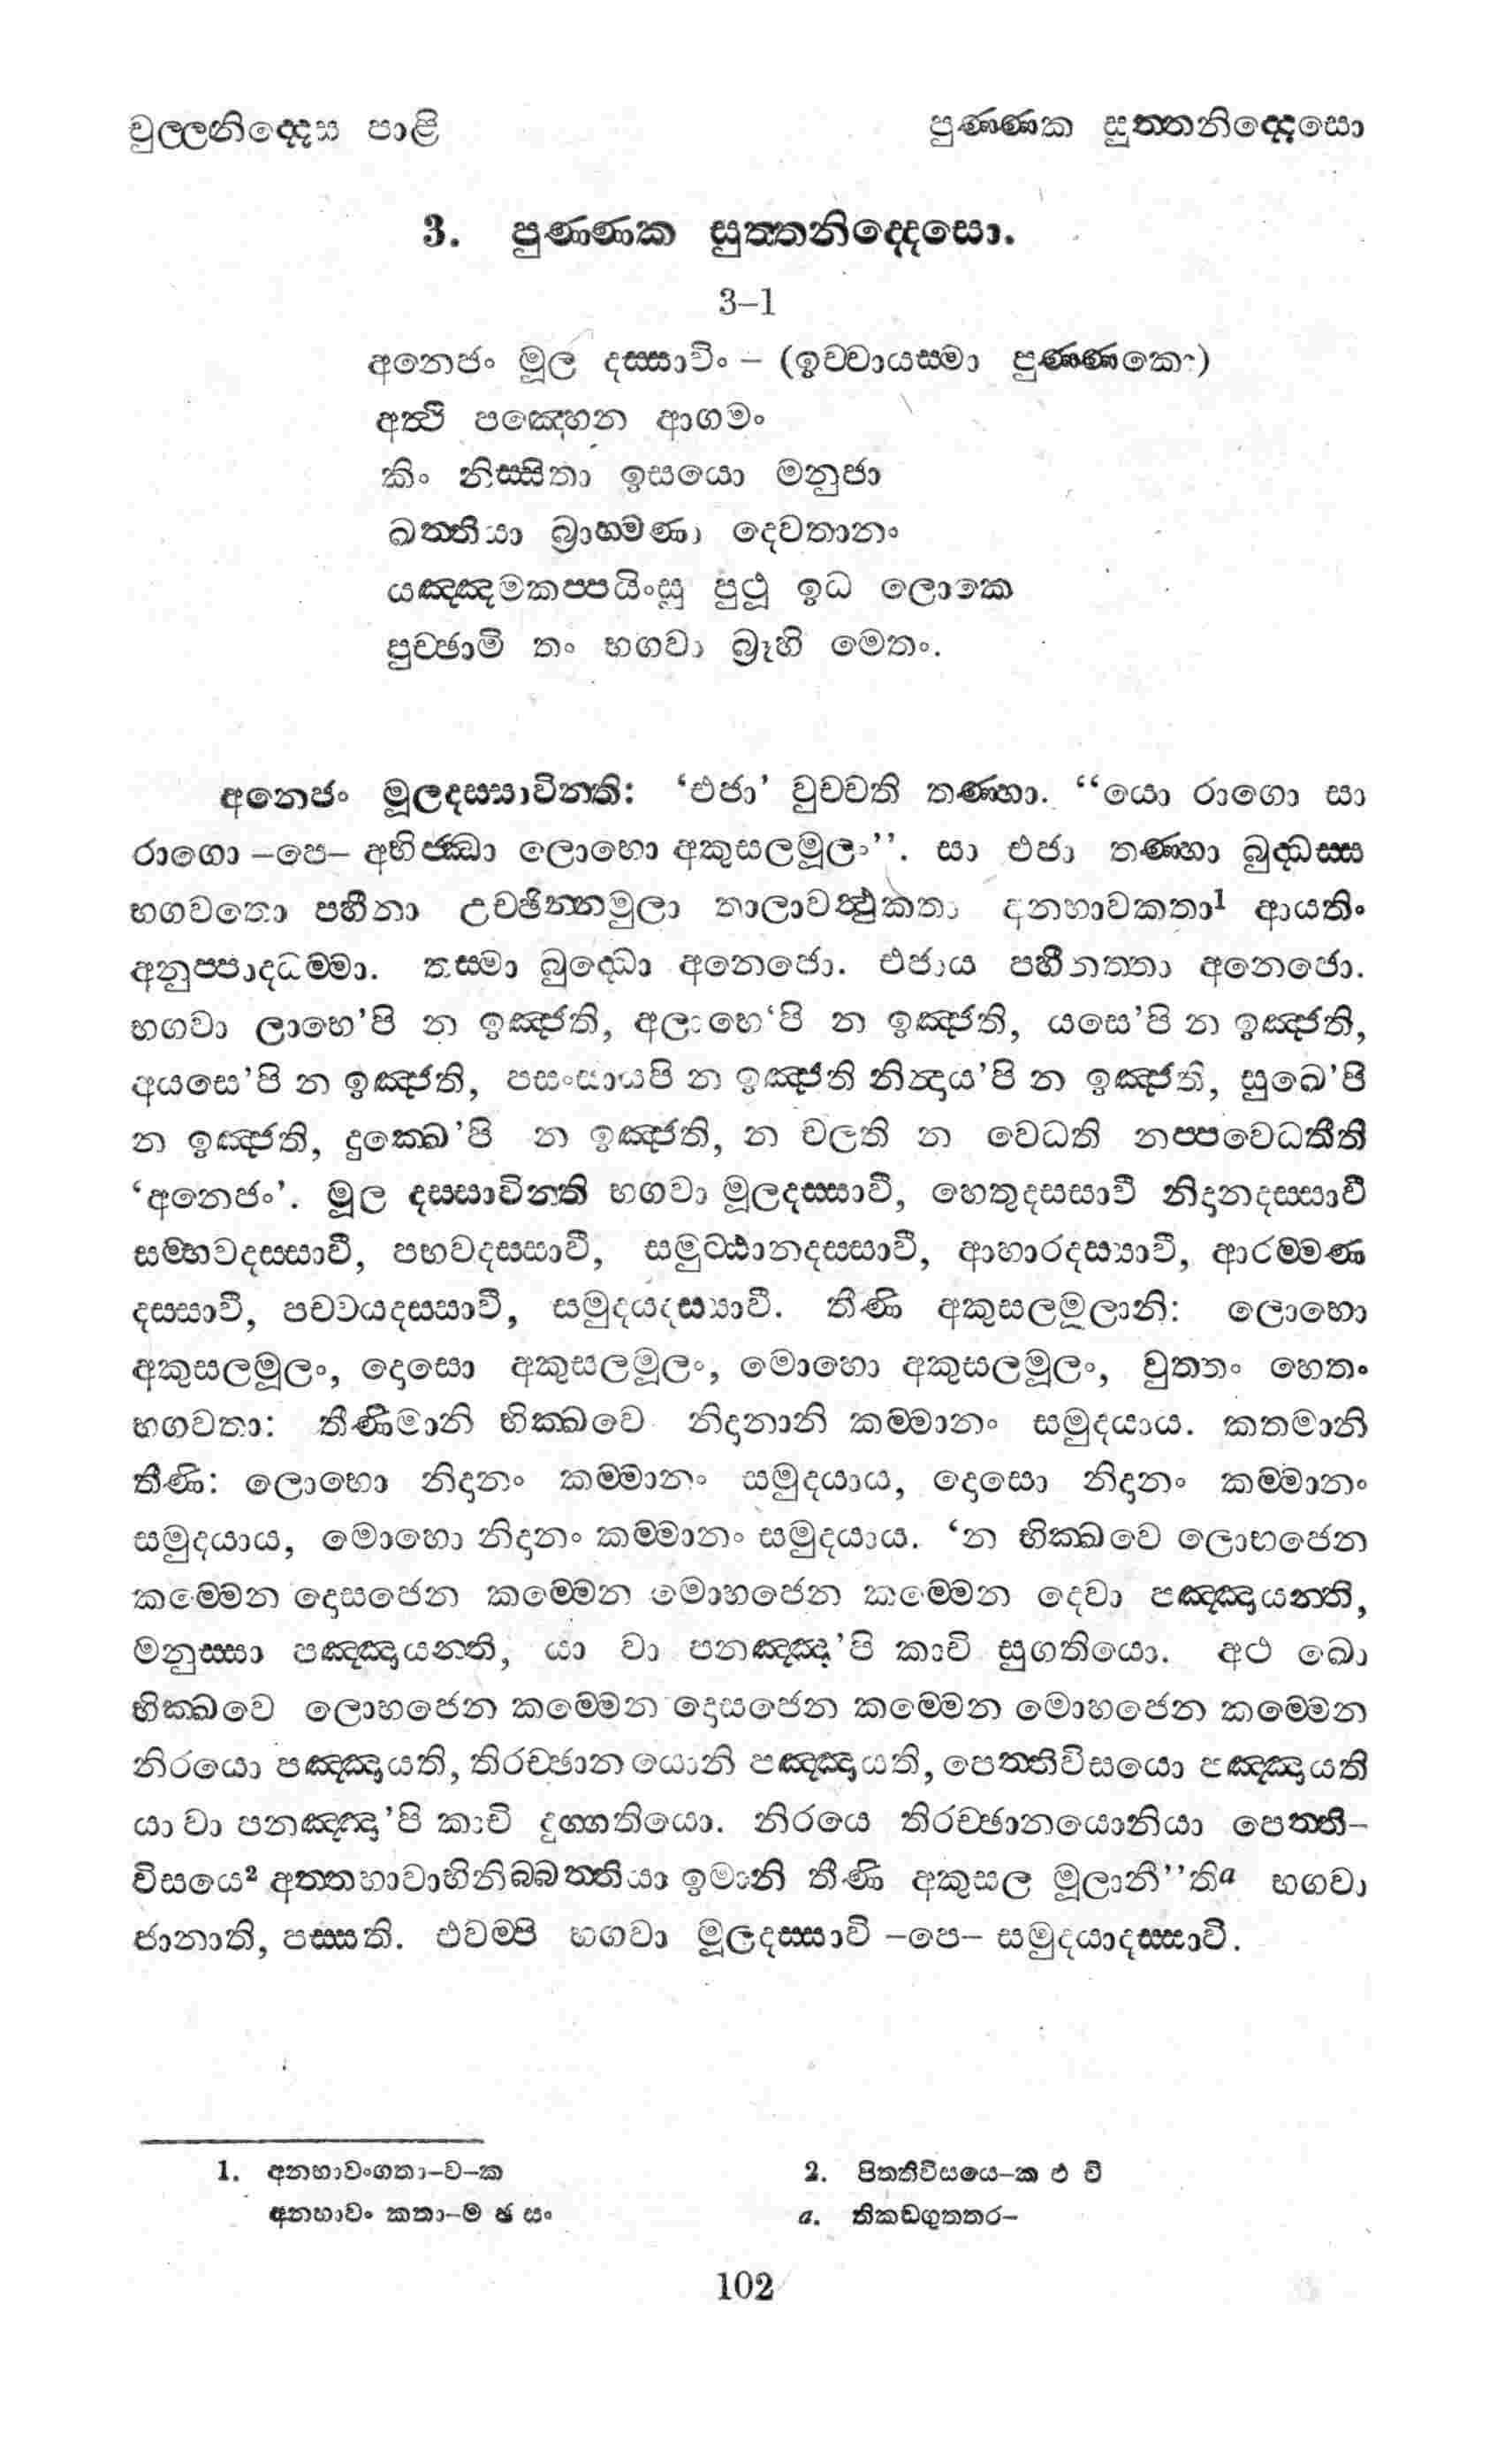 චුල්ලනිද්දෙස පාළි පුණ්ණක සුත්තනිද්දෙසො
3. පුණ්ණක සුත්තනිද්දෙසො.
3–1
අනෙජං මූල දස්සාවිං – (ඉච්චායස්මා පුණ්ණකො)
අත්ථි පඤ්හෙන ආගමං
කිං නිස්සිතා ඉසයො මනුජා
ඛත්තියා බ්‍රාහ්මණා දෙවතානං
යඤ්ඤමකප්පයිංසු පුථූ ඉධ ලොකෙ
පුච්ඡාමි තං භගවා බ්‍රූහි මෙතං.
අනෙජං මූලදස්සාවින්ති: ‘එජා’ වුච්චති තණ්හා. “යො රාගො සා
රාගො –පෙ– අභිජ්ඣා ලොභො අකුසලමූලං”. සා එජා තණ්හා බුද්ධස්ස
භගවතො පහීනා උච්ඡින්නමුලා තාලාවත්ථුකතා අනභාවකතා¹ ආයතිං
අනුප්පාදධම්මා. තස්මා බුද්ධො අනෙජො. එජාය පහීනත්තා අනෙජො.
භගවා ලාභෙ’පි න ඉඤ්ජති, අලාභෙ‘පි න ඉඤ්ජති, යසෙ’පි න ඉඤ්ජති,
අයසෙ’පි න ඉඤ්ජති, පසංසායපි න ඉඤ්ජති නින්දාය’පි න ඉඤ්ජති, සුඛෙ’පි
න ඉඤ්ජති, දුක්ඛෙ’පි න ඉඤ්ජති, න චලති න වෙධති නප්පවෙධතීති
‘අනෙජං’. මූල දස්සාවින්ති භගවා මූලදස්සාවී, හෙතුදස්සාවී නිදානදස්සාවී
සම්භවදස්සාවී, පභවදස්සාවී, සමුට්ඨානදස්සාවී, ආහාරදස්සාවී, ආරම්මණ
දස්සාවී, පච්චයදස්සාවී, සමුදයදස්සාවී. තීණි අකුසලමූලානි: ලොභො
අකුසලමූලං, දොසො අකුසලමූලං, මොහො අකුසලමූලං, වුත්තං හෙතං
භගවතා: තීණිමානි භික්ඛවෙ නිදානානි කම්මානං සමුදයාය. කතමානි
තීණි: ලොභො නිදානං කම්මානං සමුදයාය, දොසො නිදානං කම්මානං
සමුදයාය, මොහො නිදානං කම්මානං සමුදයාය. ‘න භික්ඛවෙ ලොභජෙන
කම්මෙන දොසජෙන කම්මෙන මොහජෙන කම්මෙන දෙවා පඤ්ඤායන්ති,
මනුස්සා පඤ්ඤායන්ති, යා වා පනඤ්ඤා’පි කාචි සුගතියො. අථ ඛො
භික්ඛවෙ ලොභජෙන කම්මෙන දොසජෙන කම්මෙන මොහජෙන කම්මෙන
නිරයො පඤ්ඤායති, තිරච්ඡාන යොනි පඤ්ඤායති, පෙත්තිවිසයො පඤ්ඤායති
යා වා පනඤ්ඤා’පි කාචි දුග්ගතියො. නිරයෙ තිරච්ඡානයොනියා පෙත්ති–
විසයෙ² අත්තභාවාභිනිබ්බත්තියා ඉමානි තීණි අකුසල මූලානී”තිª භගවා
ජානාති, පස්සති. එවම්පි භගවා මූලදස්සාවි –පෙ– සමුදයාදස්සාවි.
1. අනභාවංගතා–ව–ක 2. පිත්තිවිසයෙ–ක ඵ වි
අනභාවං කතා–ම ඡ සං a. තිකඞ්ගුත්තර–
102